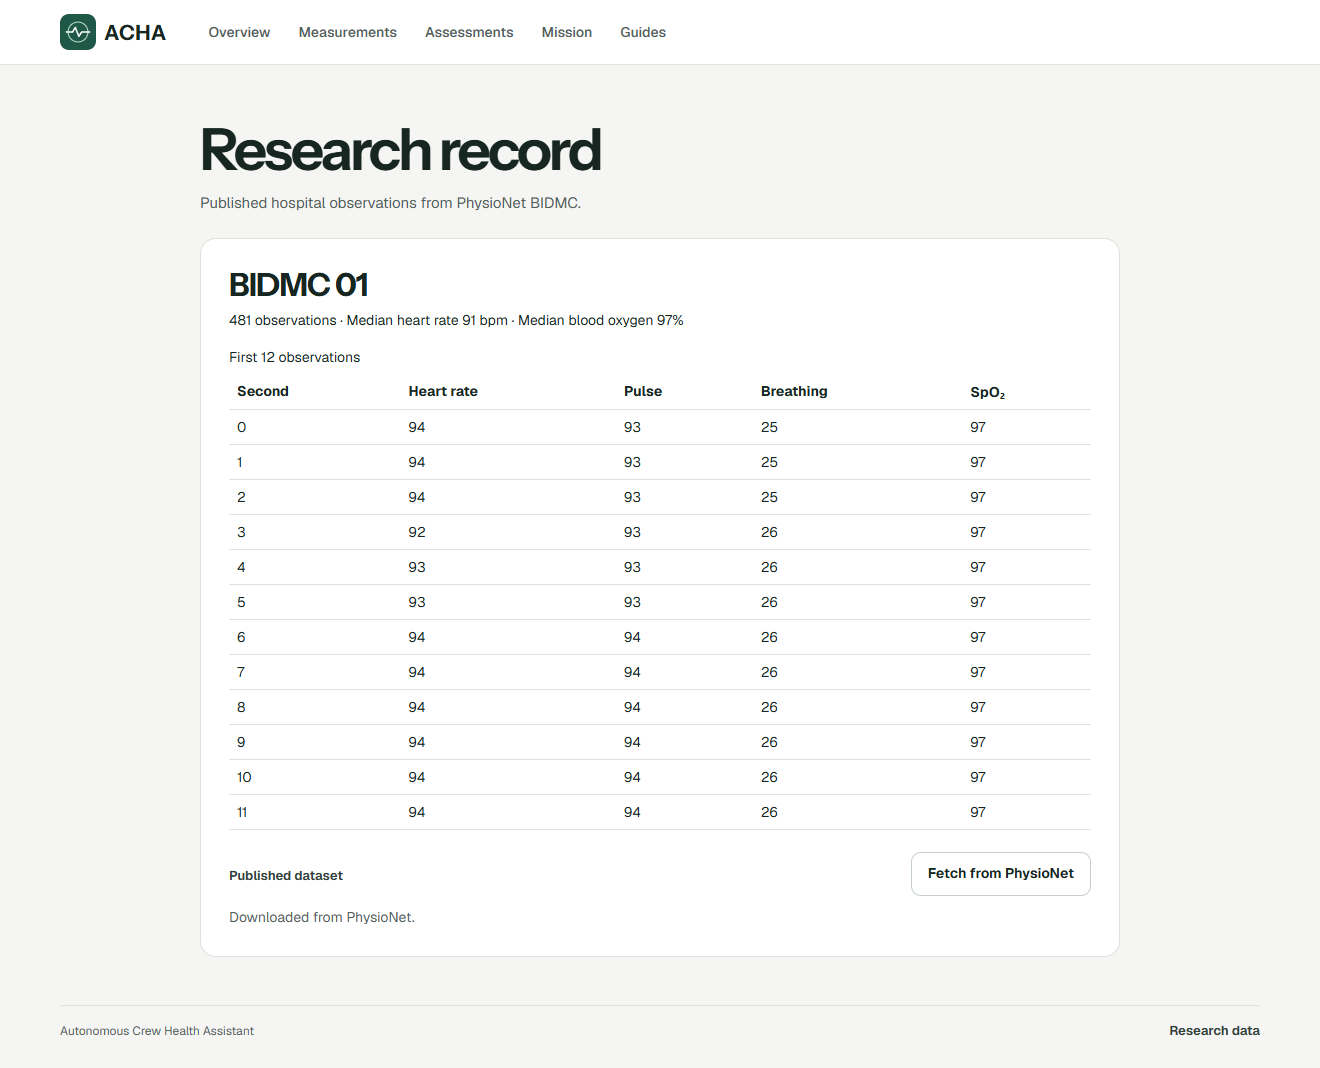 ACHA Overview Measurements Assessments Mission Guides
Research record
Published hospital observations from PhysioNet BIDMC.
BIDMC 01
481 observations · Median heart rate 91 bpm · Median blood oxygen 97%
First 12 observations
Second Heart rate Pulse Breathing SpO₂
0 94 93 25 97
1 94 93 25 97
2 94 93 25 97
3 92 93 26 97
4 93 93 26 97
5 93 93 26 97
6 94 94 26 97
7 94 94 26 97
8 94 94 26 97
9 94 94 26 97
10 94 94 26 97
11 94 94 26 97
Published dataset Fetch from PhysioNet
Downloaded from PhysioNet.
Autonomous Crew Health Assistant Research data